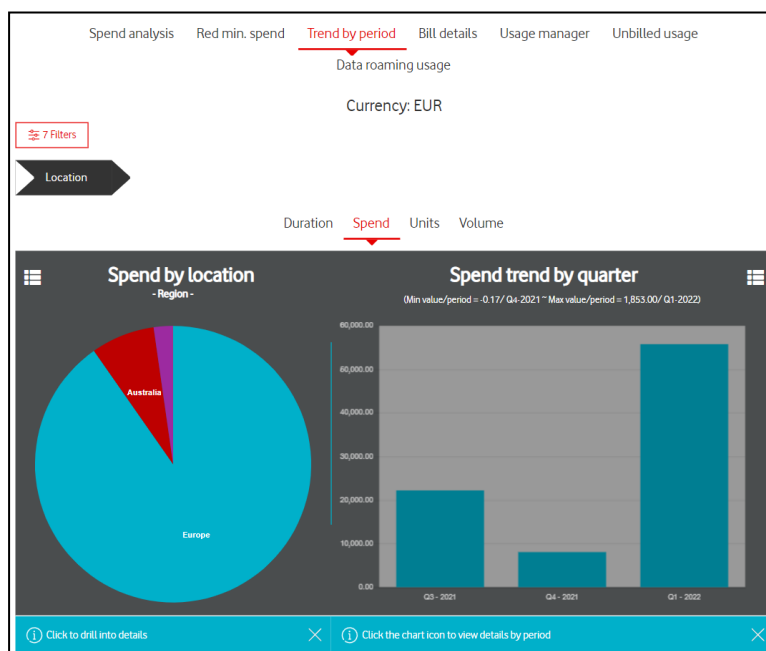 Spend analysis Red min. spend Trend by period Bill details Usage manager Unbilled usage
Data roaming usage
Currency: EUR
7 Filters
Location
Duration Spend Units Volume
Spend by location
- Region -
Australia
Europe
Spend trend by quarter
(Min value/period = -0.17/ Q4-2021 ~ Max value/period = 1,853.00/ Q1-2022)
60,000.00
60,000.00
40,000.00
30,000.00
20,000.00
10,000.00
0.00
Q3 - 2021 Q4 - 2021 Q1 - 2022
Click to drill into details
Click the chart icon to view details by period